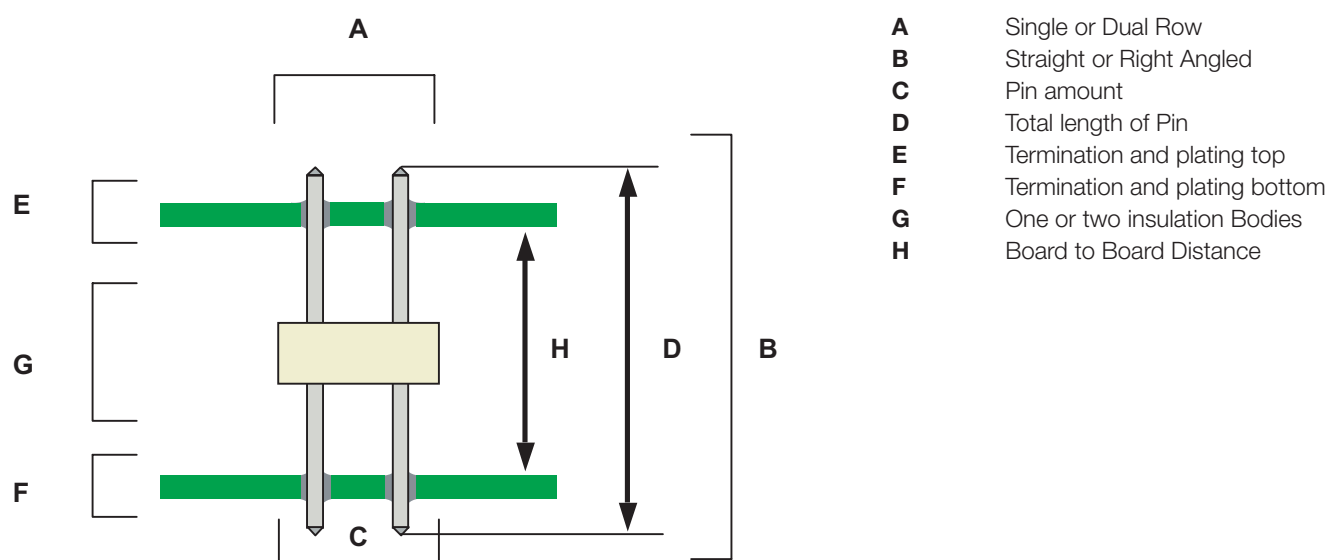 A
E
G
F
H
D
B
C
A Single or Dual Row
B Straight or Right Angled
C Pin amount
D Total length of Pin
E Termination and plating top
F Termination and plating bottom
G One or two insulation Bodies
H Board to Board Distance